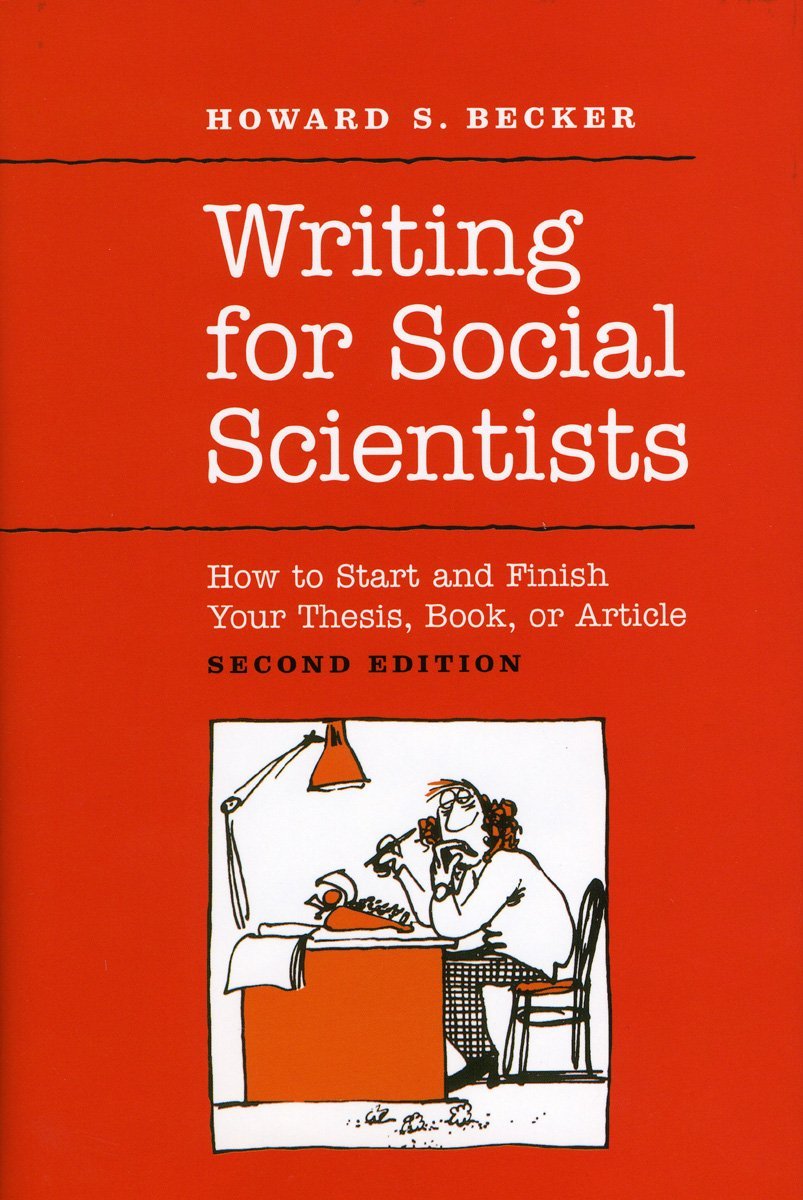 HOWARD S. BECKER
Writing
for Social
Scientists
How to Start and Finish
Your Thesis, Book, or Article
SECOND EDITION